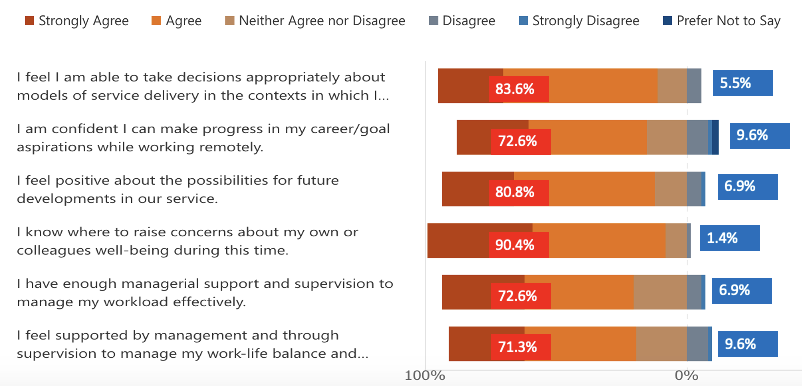 Strongly Agree Agree Neither Agree nor Disagree Disagree Strongly Disagree Prefer Not to Say
I feel I am able to take decisions appropriately about
models of service delivery in the contexts in which I...
83.6%
5.5%
I am confident I can make progress in my career/goal
aspirations while working remotely.
72.6%
9.6%
I feel positive about the possibilities for future
developments in our service.
80.8%
6.9%
I know where to raise concerns about my own or
colleagues well-being during this time.
90.4%
1.4%
I have enough managerial support and supervision to
manage my workload effectively.
72.6%
6.9%
I feel supported by management and through
supervision to manage my work-life balance and...
71.3%
9.6%
100% 0%